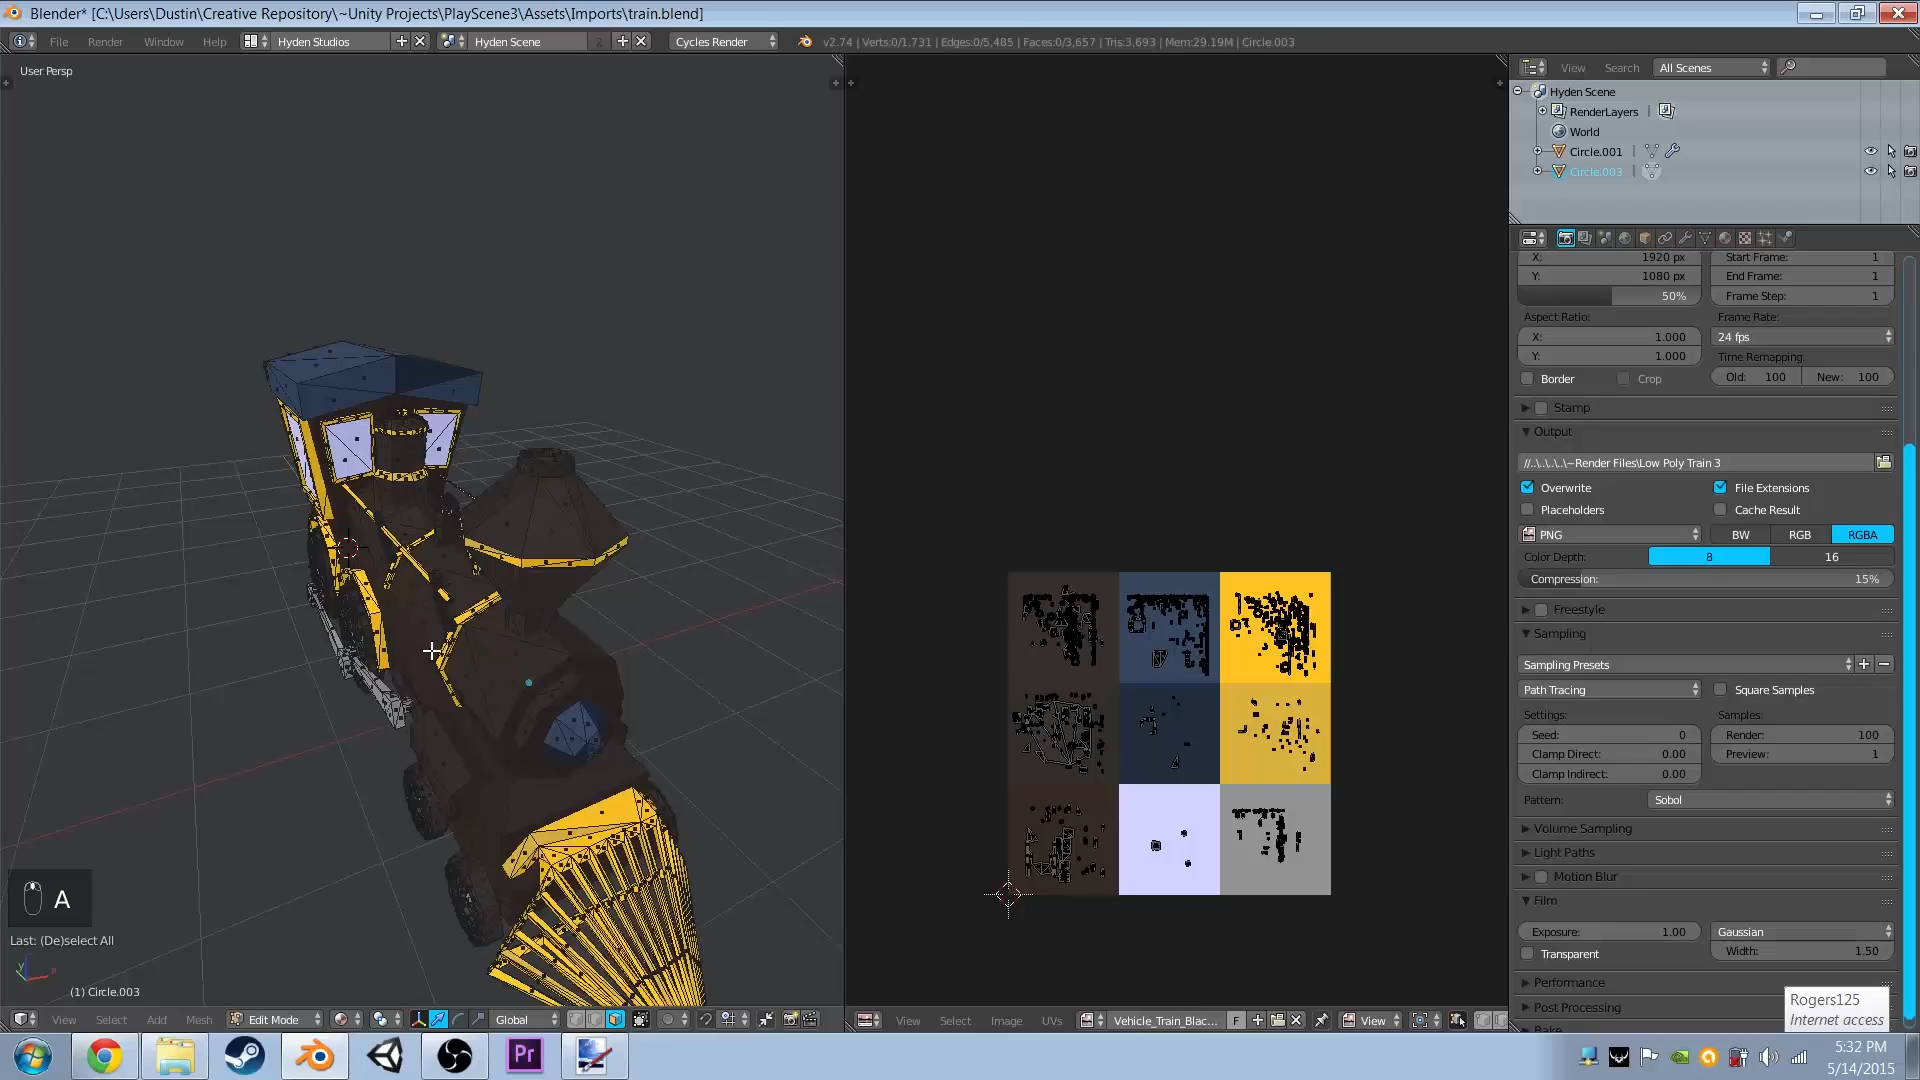 Blender* [C:\Users\Dustin\Creative Repository\~Unity Projects\PlayScene3\Assets\Imports\train.blend]
File Render Window Help Hyden Studios Hyden Scene 2 Cycles Render v2.74 | Verts:0/1,731 | Edges:0/5,485 | Faces:0/3,657 | Tris:3,693 | Mem:29.19M | Circle.003
User Persp
View Search All Scenes
Hyden Scene
RenderLayers
World
Circle.001
Circle.003
X: 1920 px Start Frame: 1
Y: 1080 px End Frame: 1
50% Frame Step: 1
Aspect Ratio: Frame Rate:
X: 1.000 24 fps
Y: 1.000 Time Remapping:
Border Crop Old: 100 New: 100
Stamp
Output
//..\..\..\..\~Render Files\Low Poly Train 3
Overwrite File Extensions
Placeholders Cache Result
PNG BW RGB RGBA
Color Depth: 8 16
Compression: 15%
Freestyle
Sampling
Sampling Presets
Path Tracing Square Samples
Settings: Samples:
Seed: 0 Render: 100
Clamp Direct: 0.00 Preview: 1
Clamp Indirect: 0.00
Pattern: Sobol
Volume Sampling
Light Paths
Motion Blur
Film
Exposure: 1.00 Gaussian
Transparent Width: 1.50
Performance
Post Processing
Bake
A
Last: (De)select All
(1) Circle.003
View Select Add Mesh Edit Mode Global
View Select Image UVs Vehicle_Train_Blac... F View
Rogers125
Internet access
Pr
5:32 PM
5/14/2015